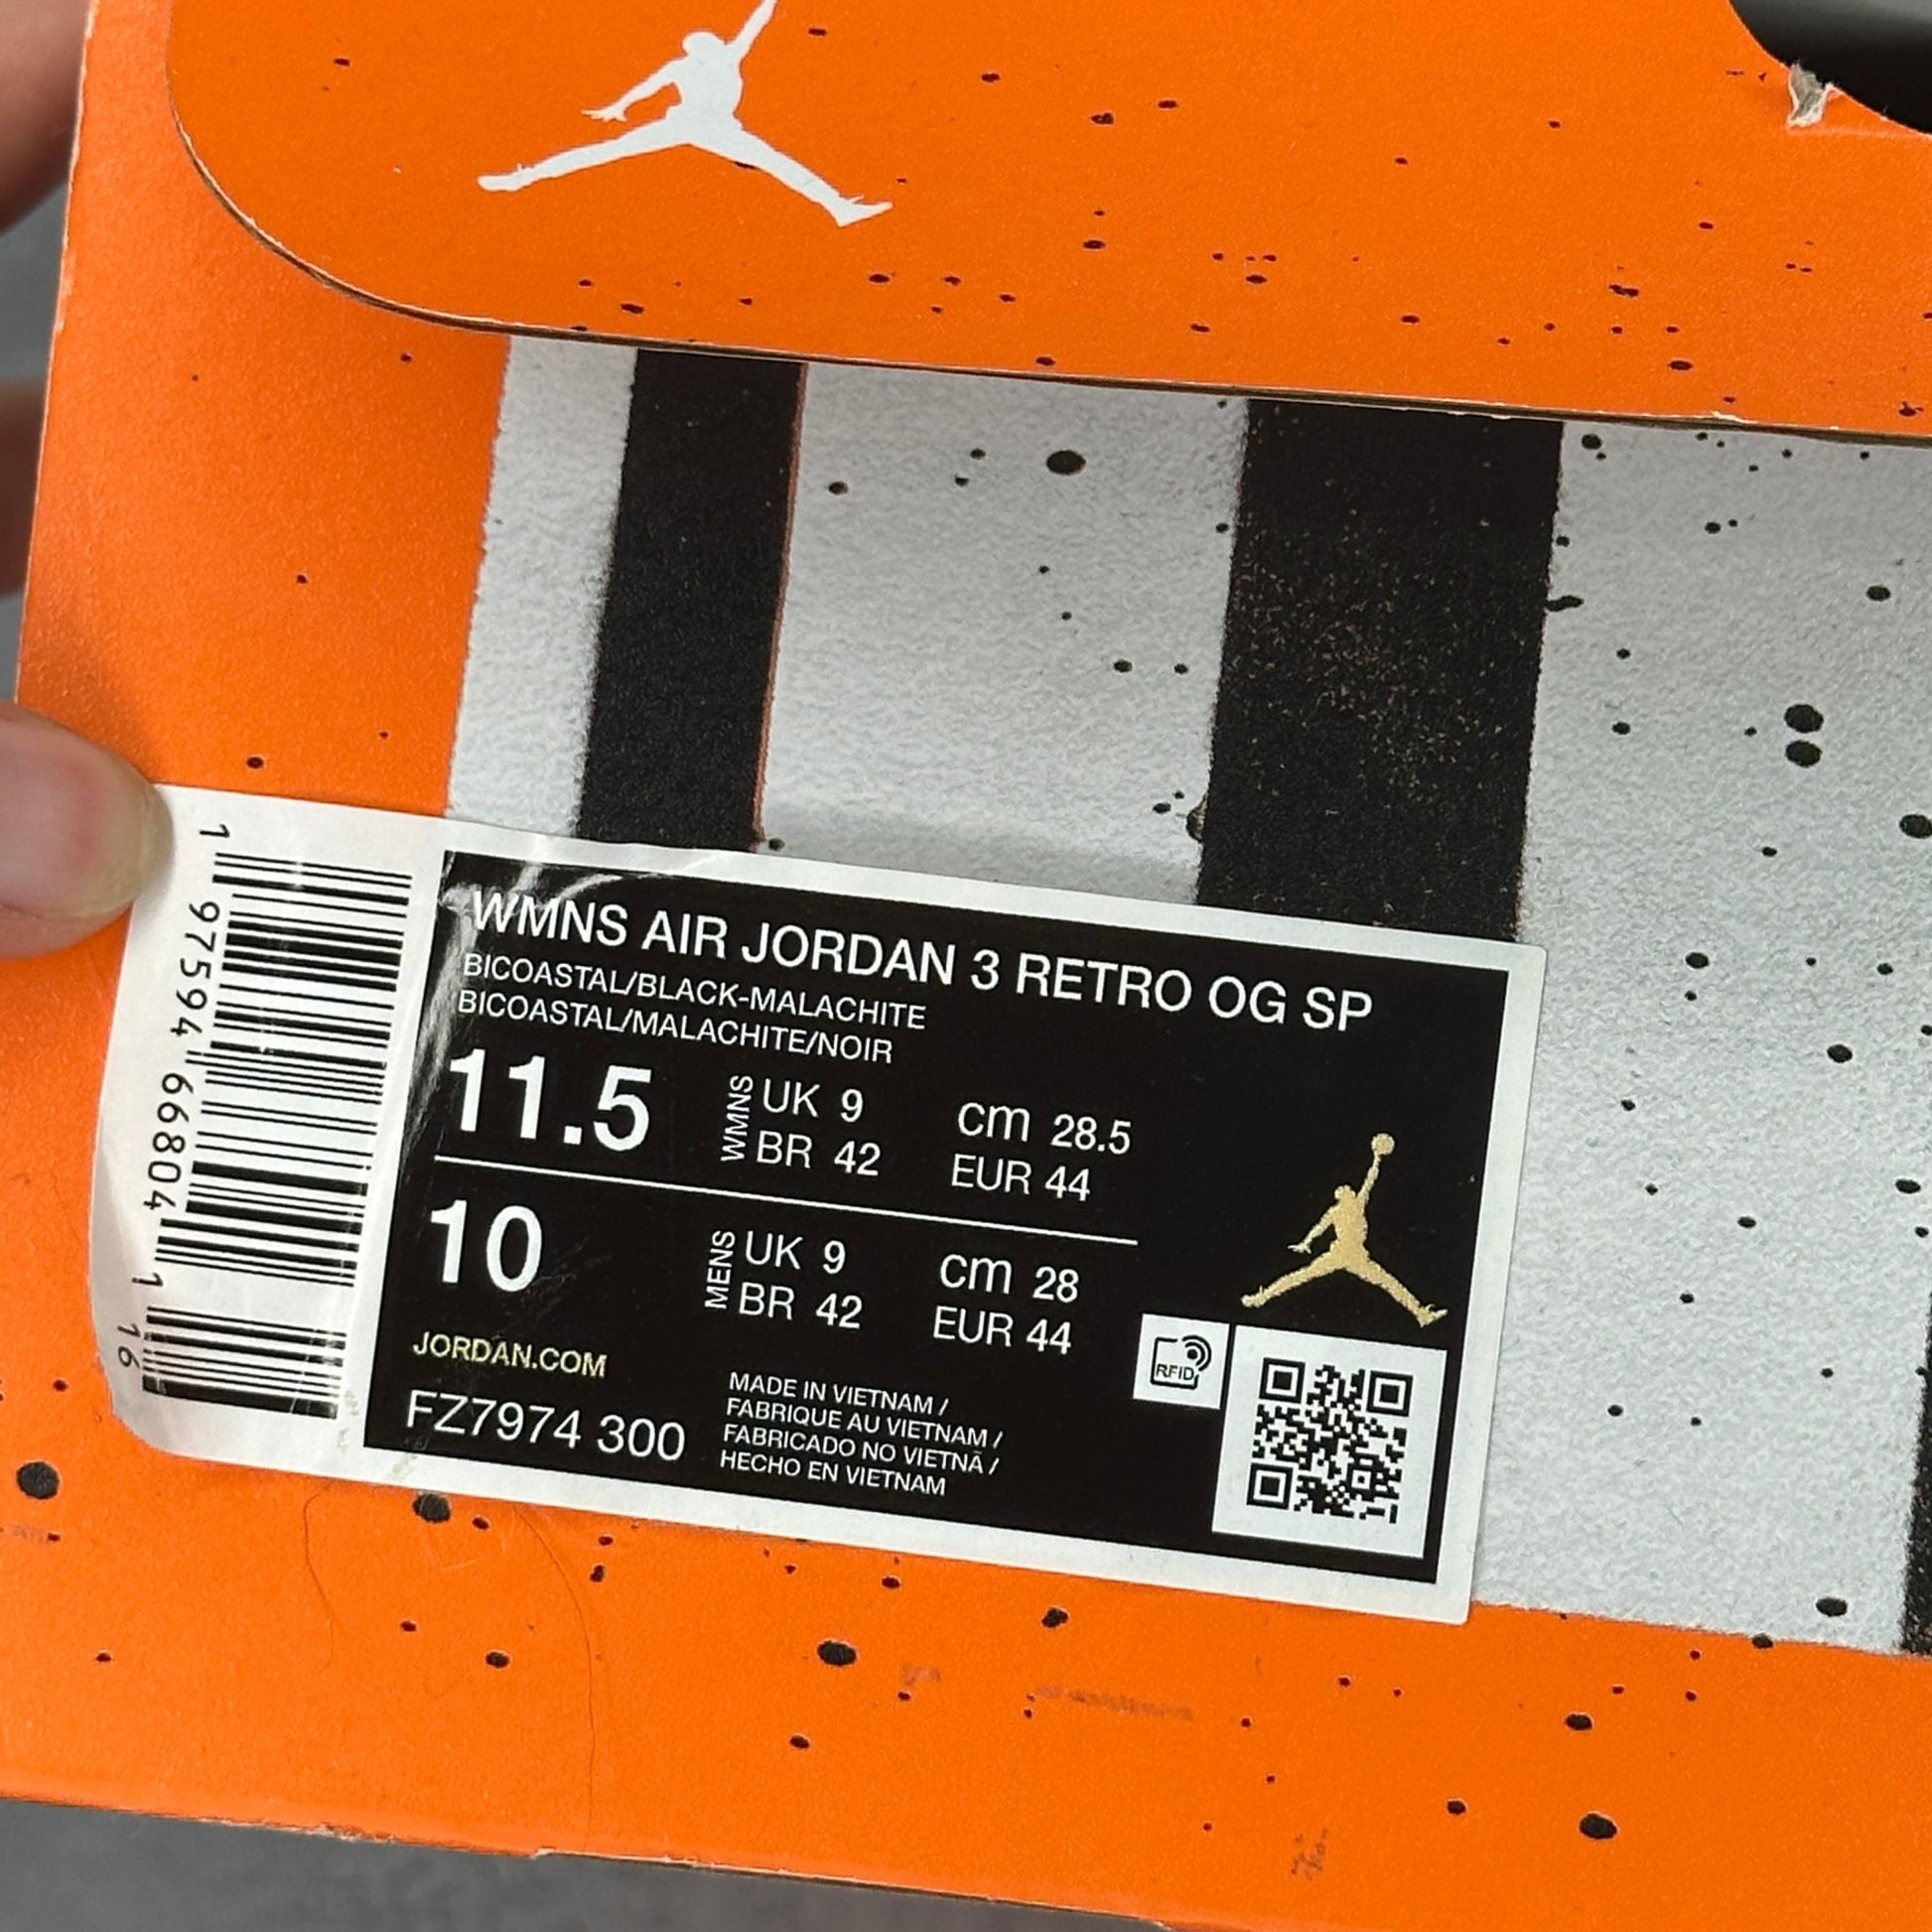 WMNS AIR JORDAN 3 RETRO OG SP
BICOASTAL/BLACK-MALACHITE
BICOASTAL/MALACHITE/NOIR
11.5 WMNS UK 9 cm 28.5
BR 42 EUR 44
10 MENS UK 9 cm 28
BR 42 EUR 44
JORDAN.COM
FZ7974 300
MADE IN VIETNAM /
FABRIQUE AU VIETNAM /
FABRICADO NO VIETNÃ /
HECHO EN VIETNAM
RFID
1 97594 66804 1 16